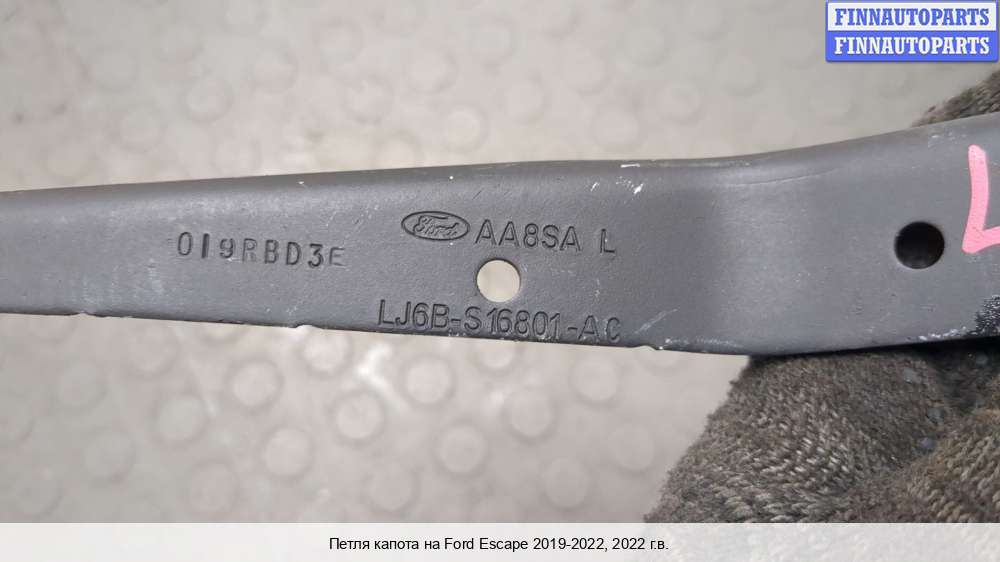 FINNAUTOPARTS
FINNAUTOPARTS
L
Ford AA8SA L
019RBD3E
LJ6B-S16801-AC
Петля капота на Ford Escape 2019-2022, 2022 г.в.